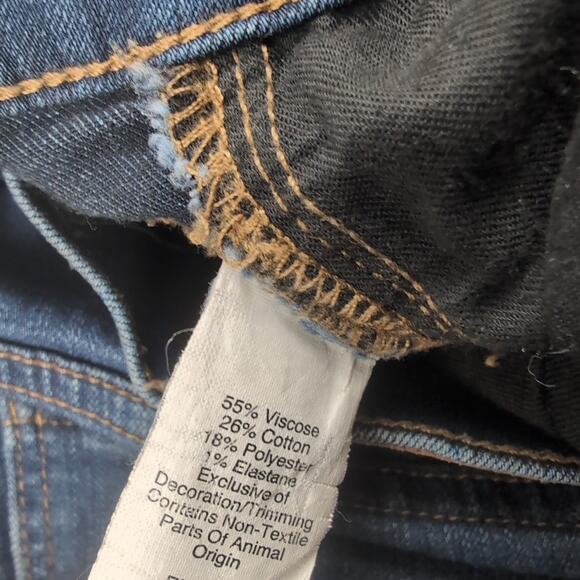 55% Viscose
26% Cotton
18% Polyester
1% Elastane
Exclusive of
Decoration/Trimming
Contains Non-Textile
Parts Of Animal
Origin